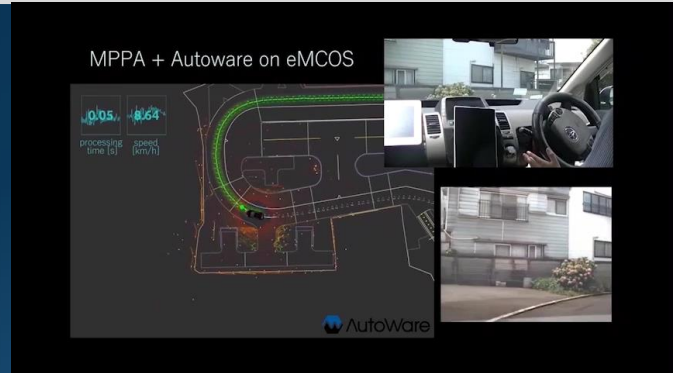 MPPA + Autoware on eMCOS
0.05 8.64
processing speed
time [s] [km/h]
AutoWare